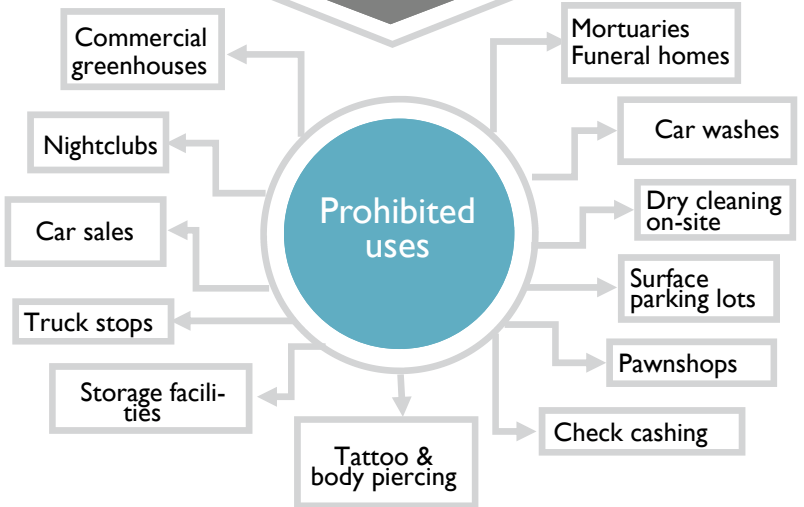 Commercial
greenhouses
Mortuaries
Funeral homes
Nightclubs
Car washes
Prohibited
uses
Dry cleaning
on-site
Car sales
Surface
parking lots
Truck stops
Pawnshops
Storage facili-
ties
Check cashing
Tattoo &
body piercing